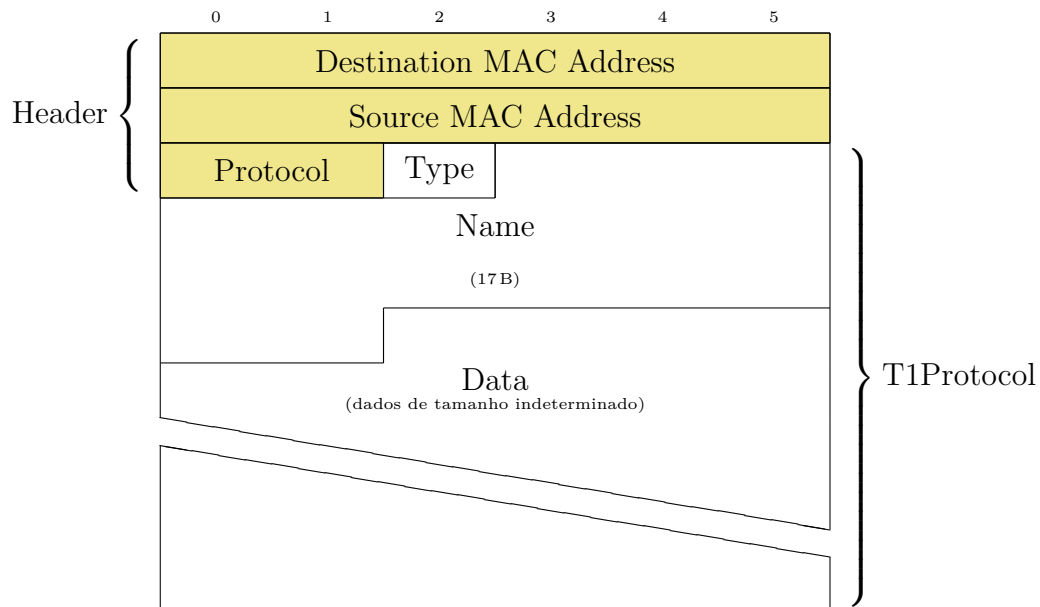 0 1 2 3 4 5
Destination MAC Address
Header
Source MAC Address
Protocol Type
Name
(17 B)
T1Protocol
Data
(dados de tamanho indeterminado)